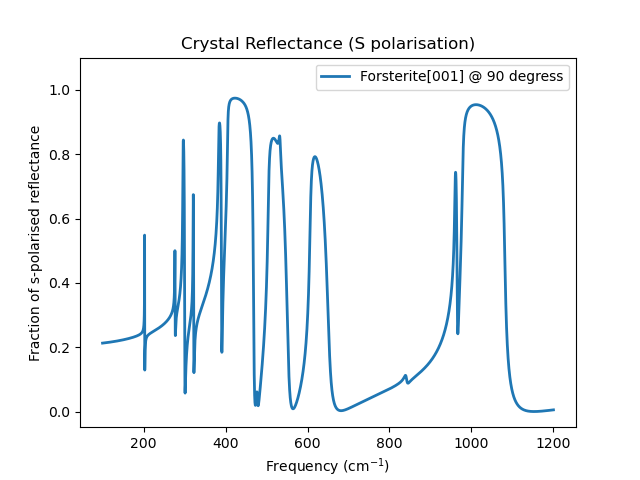 Crystal Reflectance (S polarisation)
Forsterite[001] @ 90 degress
1.0
0.8
0.6
0.4
0.2
0.0
Fraction of s-polarised reflectance
200 400 600 800 1000 1200
Frequency (cm⁻¹)